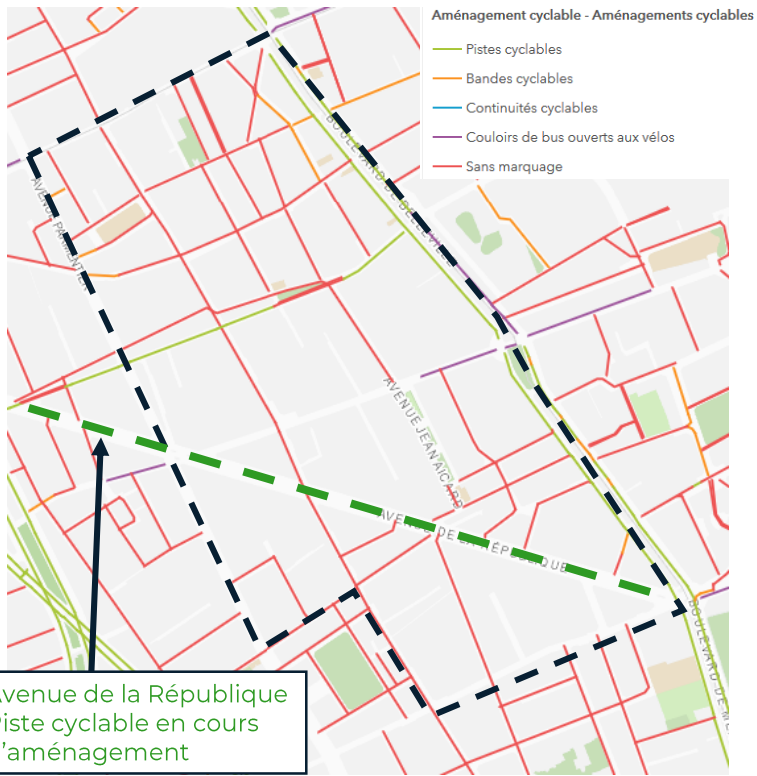 Aménagement cyclable - Aménagements cyclables
Pistes cyclables
Bandes cyclables
Continuités cyclables
Couloirs de bus ouverts aux vélos
Sans marquage
BOULEVARD DE BELLEVILLE
AVENUE PARMENTIER
AVENUE JEAN AICARD
AVENUE DE LA RÉPUBLIQUE
BOULEVARD DE MÉ
Avenue de la République
Piste cyclable en cours
d'aménagement